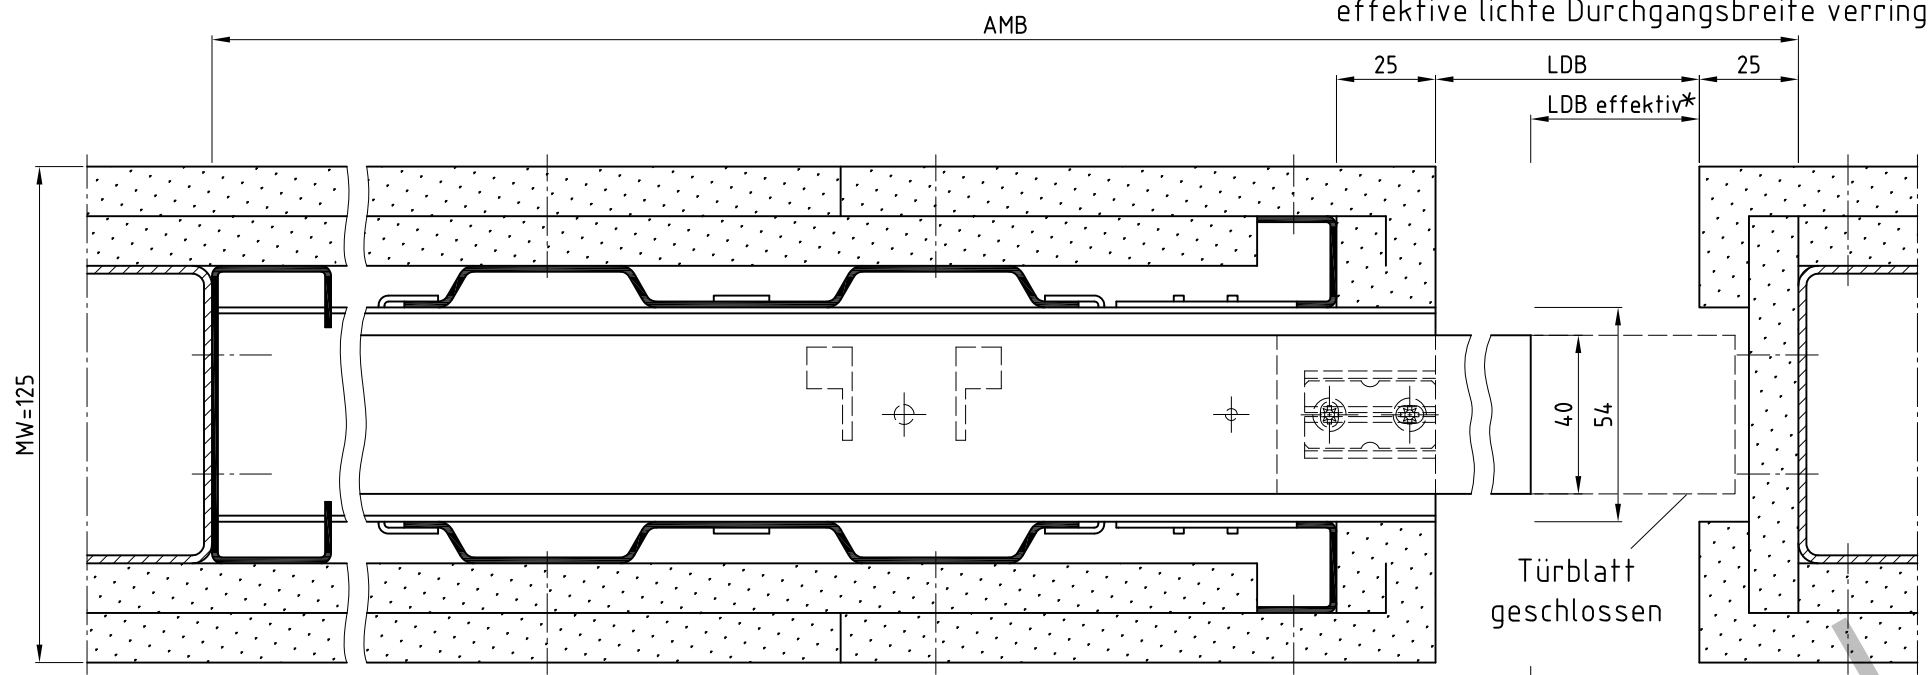 effektive lichte Durchgangsbreite verring
AMB
25
LDB
25
LDB effektiv*
MW=125
40
54
Türblatt
geschlossen